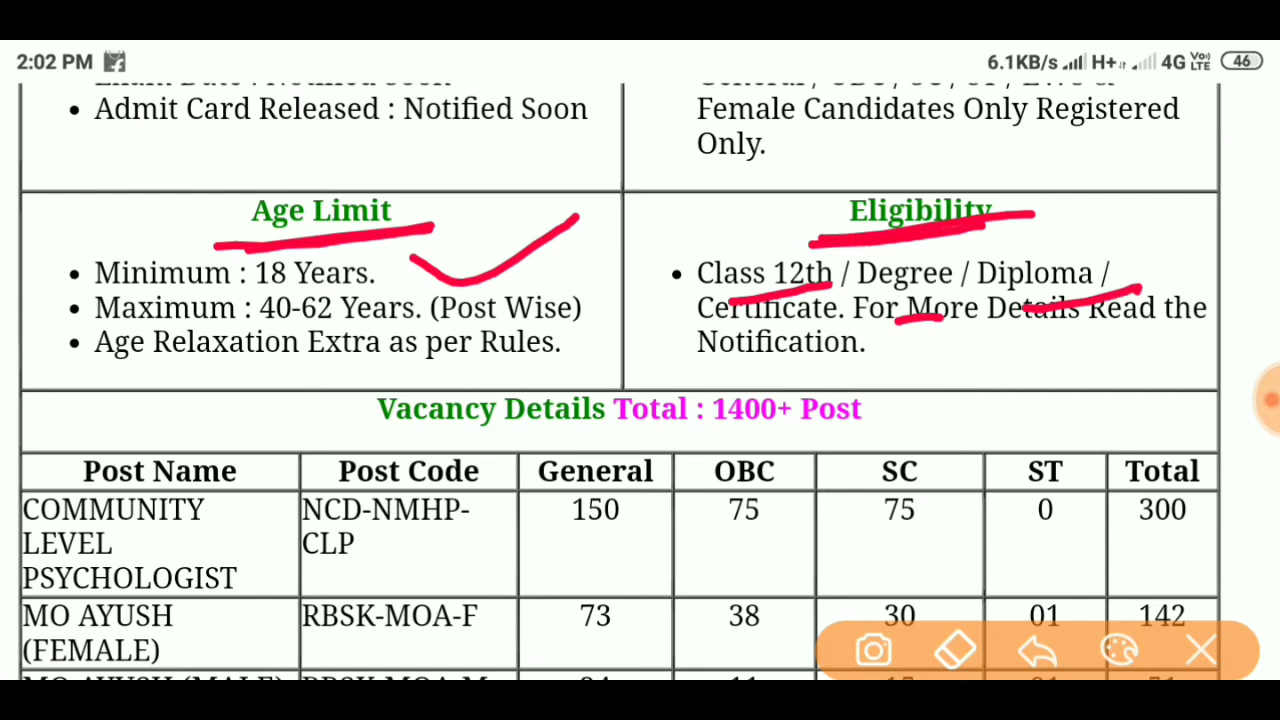 2:02 PM
6.1KB/s H+ 4G Vo) LTE 46
Admit Card Released : Notified Soon
Female Candidates Only Registered
Only.
Age Limit
Minimum : 18 Years.
Maximum : 40-62 Years. (Post Wise)
Age Relaxation Extra as per Rules.
Eligibility
Class 12th / Degree / Diploma /
Certificate. For More Details Read the
Notification.
Vacancy Details Total : 1400+ Post
Post Name Post Code General OBC SC ST Total
COMMUNITY NCD-NMHP- 150 75 75 0 300
LEVEL CLP
PSYCHOLOGIST
MO AYUSH RBSK-MOA-F 73 38 30 01 142
(FEMALE)